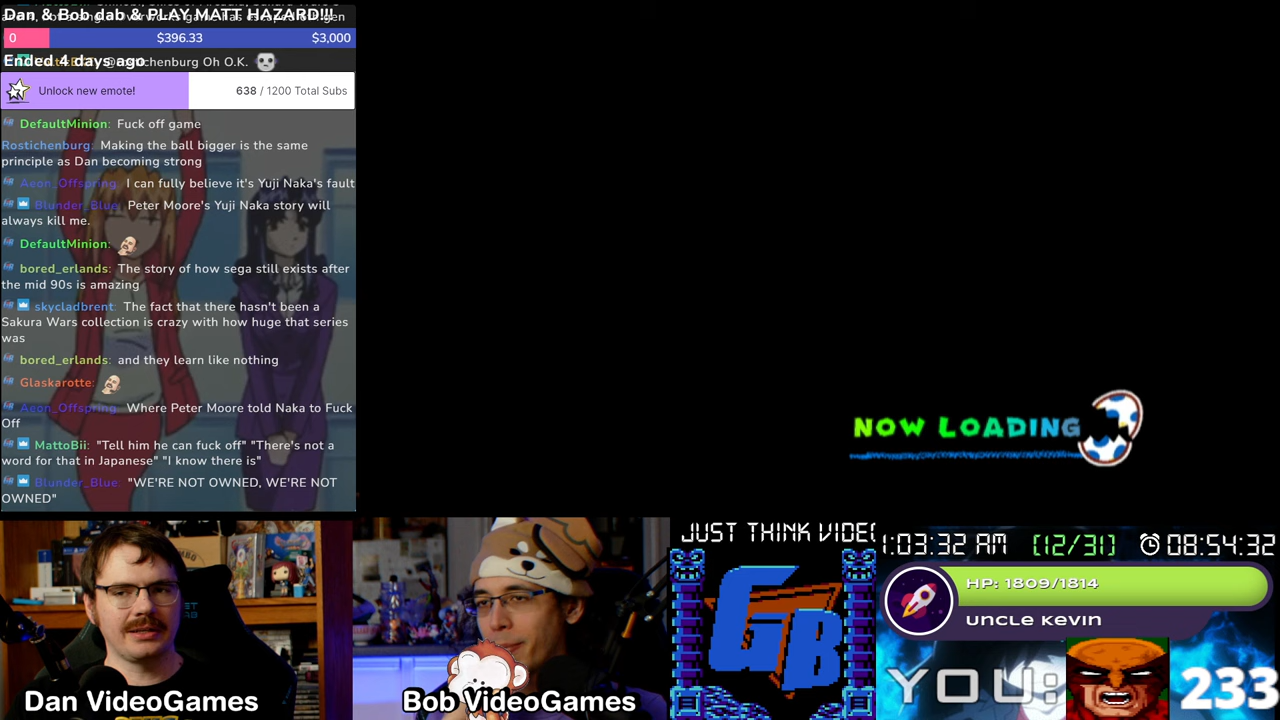 Dan & Bob dab & PLAY MATT HAZARD!!!
0 $396.33 $3,000
Ended 4 days ago
@Rostichenburg Oh O.K.
Unlock new emote! 638 / 1200 Total Subs
DefaultMinion: Fuck off game
Rostichenburg: Making the ball bigger is the same
principle as Dan becoming strong
Aeon_Offspring: I can fully believe it's Yuji Naka's fault
Blunder_Blue: Peter Moore's Yuji Naka story will
always kill me.
DefaultMinion:
bored_erlands: The story of how sega still exists after
the mid 90s is amazing
skycladbrent: The fact that there hasn't been a
Sakura Wars collection is crazy with how huge that series
was
bored_erlands: and they learn like nothing
Glaskarotte:
Aeon_Offspring: Where Peter Moore told Naka to Fuck
Off
MattoBii: "Tell him he can fuck off" "There's not a
word for that in Japanese" "I know there is"
Blunder_Blue: "WE'RE NOT OWNED, WE'RE NOT
OWNED"
NOW LOADING
Dan VideoGames
Bob VideoGames
JUST THINK VIDEO
GB
1:03:32 AM [12/31] 08:54:32
HP: 1809/1814
UNCLE KEVIN
YO J: 233